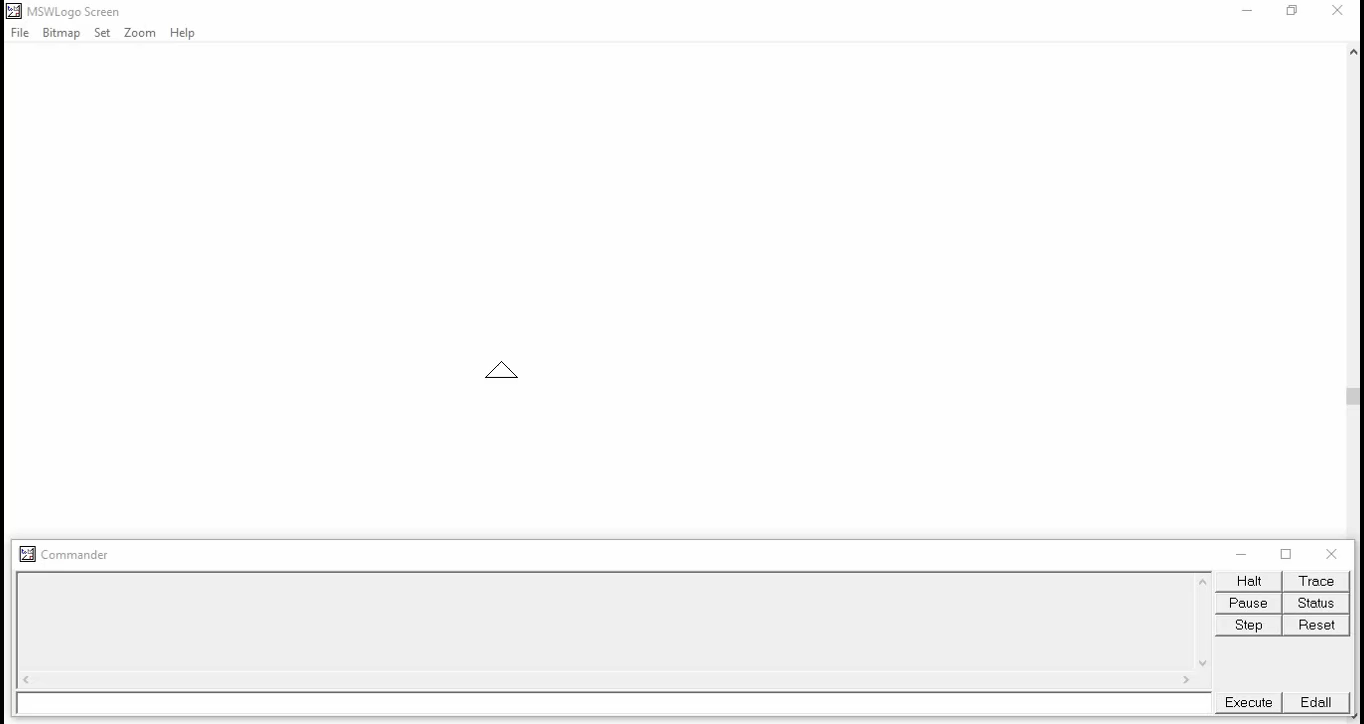 MSWLogo Screen
File Bitmap Set Zoom Help
Commander
Halt Trace
Pause Status
Step Reset
Execute Edall